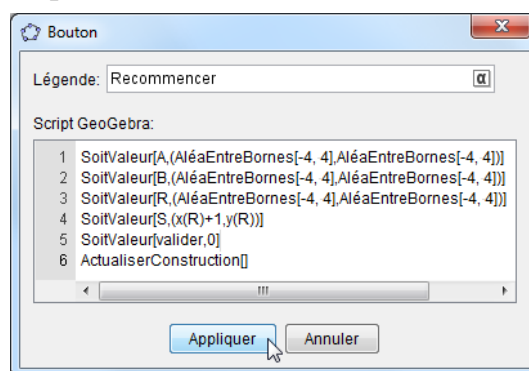 Bouton
Légende: Recommencer α
Script GeoGebra:
1 SoitValeur[A,(AléaEntreBornes[-4, 4],AléaEntreBornes[-4, 4])]
2 SoitValeur[B,(AléaEntreBornes[-4, 4],AléaEntreBornes[-4, 4])]
3 SoitValeur[R,(AléaEntreBornes[-4, 4],AléaEntreBornes[-4, 4])]
4 SoitValeur[S,(x(R)+1,y(R))]
5 SoitValeur[valider,0]
6 ActualiserConstruction[]
Appliquer Annuler